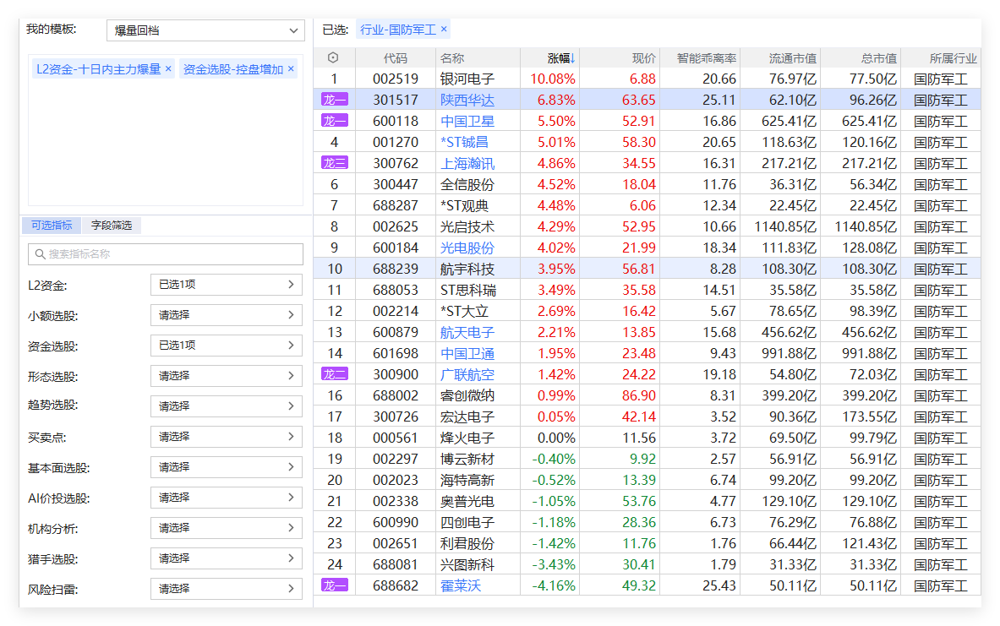 我的模板: 爆量回档
L2资金-十日内主力爆量 × 资金选股-控盘增加 ×
可选指标 字段筛选
搜索指标名称
L2资金: 已选1项
小额选股: 请选择
资金选股: 已选1项
形态选股: 请选择
趋势选股: 请选择
买卖点: 请选择
基本面选股: 请选择
AI价投选股: 请选择
机构分析: 请选择
猎手选股: 请选择
风险扫雷: 请选择
已选: 行业-国防军工 ×
代码 名称 涨幅↓ 现价 智能乖离率 流通市值 总市值 所属行业
1 002519 银河电子 10.08% 6.88 20.66 76.97亿 77.50亿 国防军工
龙一 301517 陕西华达 6.83% 63.65 25.11 62.10亿 96.26亿 国防军工
龙一 600118 中国卫星 5.50% 52.91 16.86 625.41亿 625.41亿 国防军工
4 001270 *ST铖昌 5.01% 58.30 20.65 118.63亿 120.16亿 国防军工
龙三 300762 上海瀚讯 4.86% 34.55 16.31 217.21亿 217.21亿 国防军工
6 300447 全信股份 4.52% 18.04 11.76 36.31亿 56.34亿 国防军工
7 688287 *ST观典 4.48% 6.06 12.34 22.45亿 22.45亿 国防军工
8 002625 光启技术 4.29% 52.95 10.66 1140.85亿 1140.85亿 国防军工
9 600184 光电股份 4.02% 21.99 18.34 111.83亿 128.08亿 国防军工
10 688239 航宇科技 3.95% 56.81 8.28 108.30亿 108.30亿 国防军工
11 688053 ST思科瑞 3.49% 35.58 14.51 35.58亿 35.58亿 国防军工
12 002214 *ST大立 2.69% 16.42 5.67 78.65亿 98.39亿 国防军工
13 600879 航天电子 2.21% 13.85 15.68 456.62亿 456.62亿 国防军工
14 601698 中国卫通 1.95% 23.48 9.43 991.88亿 991.88亿 国防军工
龙二 300900 广联航空 1.42% 24.22 19.18 54.80亿 72.03亿 国防军工
16 688002 睿创微纳 0.99% 86.90 8.31 399.20亿 399.20亿 国防军工
17 300726 宏达电子 0.05% 42.14 3.52 90.36亿 173.55亿 国防军工
18 000561 烽火电子 0.00% 11.56 3.72 69.50亿 99.79亿 国防军工
19 002297 博云新材 -0.40% 9.92 2.57 56.91亿 56.91亿 国防军工
20 002023 海特高新 -0.52% 13.39 6.74 99.20亿 99.20亿 国防军工
21 002338 奥普光电 -1.05% 53.76 4.77 129.10亿 129.10亿 国防军工
22 600990 四创电子 -1.18% 28.36 6.73 76.29亿 76.88亿 国防军工
23 002651 利君股份 -1.42% 11.76 1.76 66.44亿 121.43亿 国防军工
24 688081 兴图新科 -3.43% 30.41 1.79 31.33亿 31.33亿 国防军工
龙一 688682 霍莱沃 -4.16% 49.32 25.43 50.11亿 50.11亿 国防军工